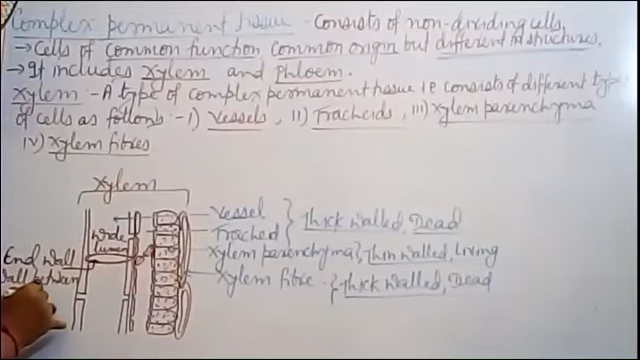 Complex permanent tissue - Consists of non-dividing cells,
→ Cells of common function common origin but different in structures.
→ It includes Xylem and Phloem.
Xylem - A type of complex permanent tissue i.e consists of different type
of cells as follows - i) Vessels, ii) Tracheids, iii) Xylem parenchyma
iv) Xylem fibres
Xylem
Vessel
Tracheid
thick walled, Dead
Xylem parenchyma } Thin walled, living
Xylem fibre } Thick walled, Dead
wide
lumen
End wall
wall between